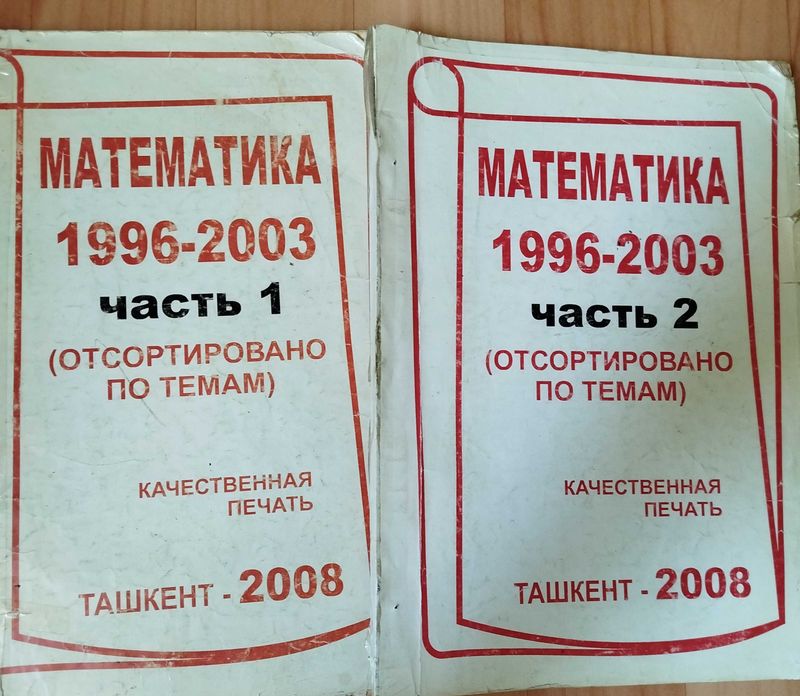 МАТЕМАТИКА
1996-2003
часть 1
(ОТСОРТИРОВАНО
ПО ТЕМАМ)
КАЧЕСТВЕННАЯ
ПЕЧАТЬ
ТАШКЕНТ - 2008
МАТЕМАТИКА
1996-2003
часть 2
(ОТСОРТИРОВАНО
ПО ТЕМАМ)
КАЧЕСТВЕННАЯ
ПЕЧАТЬ
ТАШКЕНТ - 2008